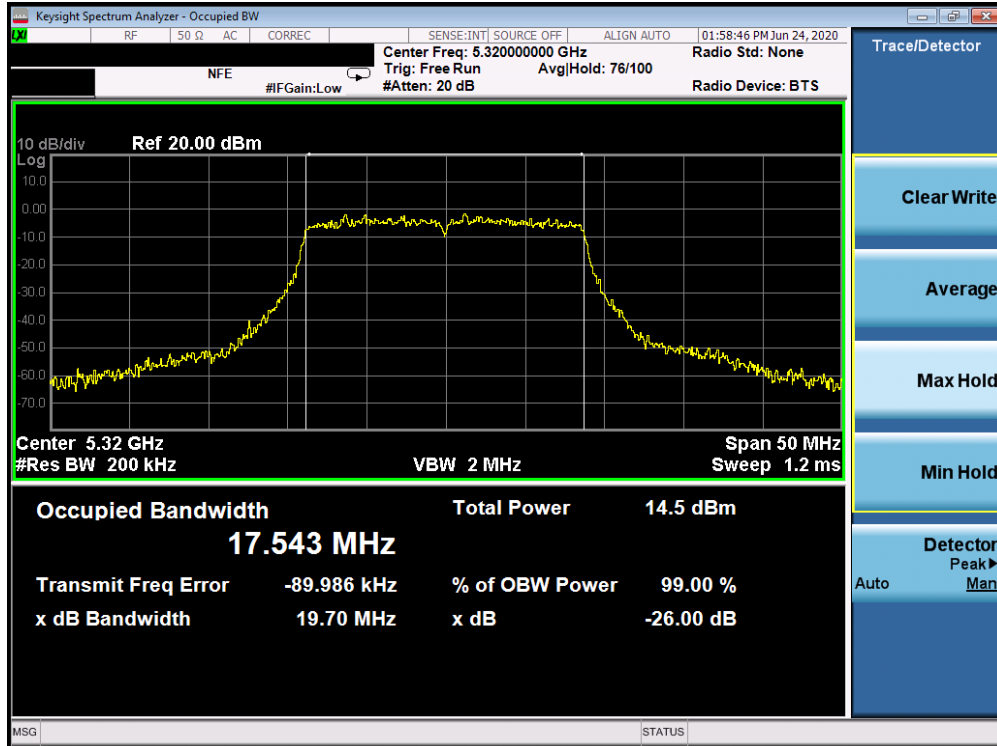 Keysight Spectrum Analyzer - Occupied BW
LXI RF 50 Ω AC CORREC SENSE:INT SOURCE OFF ALIGN AUTO 01:58:46 PM Jun 24, 2020
Center Freq: 5.320000000 GHz Radio Std: None
NFE Trig: Free Run Avg|Hold: 76/100
#IFGain:Low #Atten: 20 dB Radio Device: BTS
Trace/Detector
10 dB/div Ref 20.00 dBm
Log
10.0
0.00
-10.0
-20.0
-30.0
-40.0
-50.0
-60.0
-70.0
Center 5.32 GHz Span 50 MHz
#Res BW 200 kHz VBW 2 MHz Sweep 1.2 ms
Occupied Bandwidth Total Power 14.5 dBm
17.543 MHz
Transmit Freq Error -89.986 kHz % of OBW Power 99.00 %
x dB Bandwidth 19.70 MHz x dB -26.00 dB
Clear Write
Average
Max Hold
Min Hold
Detector
Peak▶
Auto Man
MSG STATUS